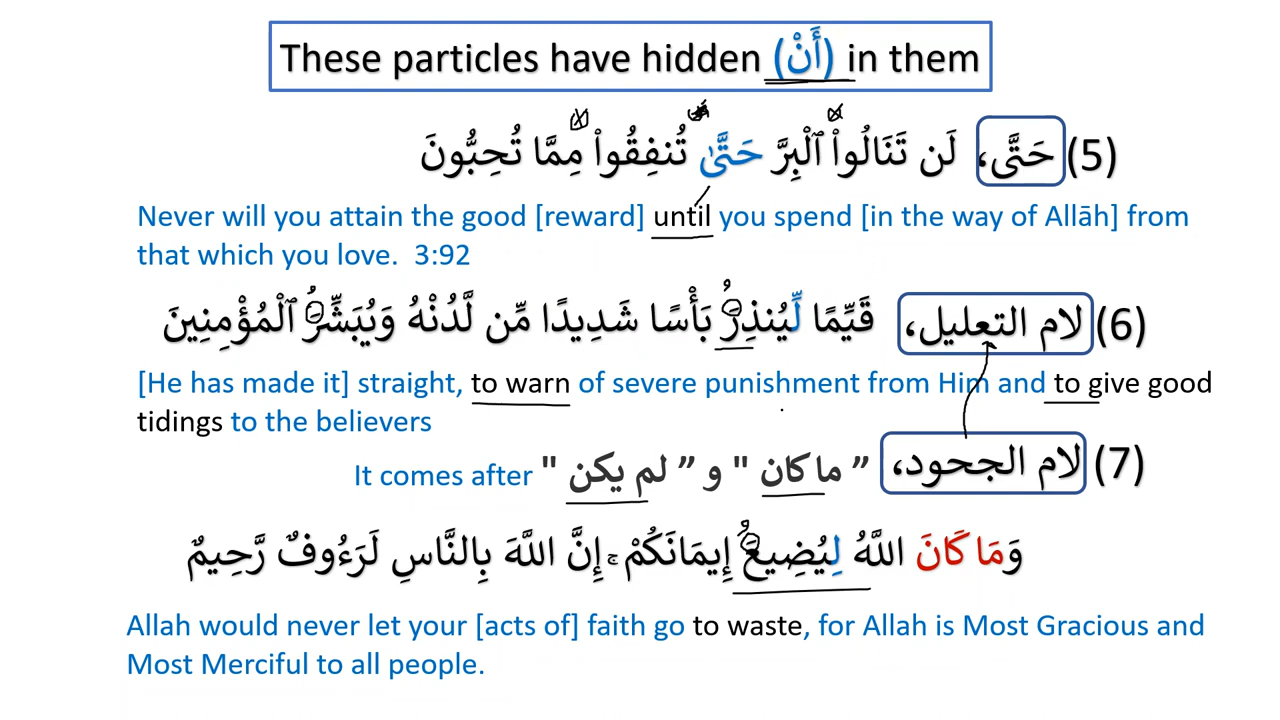 These particles have hidden (أَنْ) in them
(5) حَتَّى، لَن تَنَالُوا۟ ٱلْبِرَّ حَتَّىٰ تُنفِقُوا۟ مِمَّا تُحِبُّونَ
Never will you attain the good [reward] until you spend [in the way of Allāh] from
that which you love. 3:92
(6) لام التعليل، قَيِّمًا لِّيُنذِرَ بَأْسًا شَدِيدًا مِّن لَّدُنْهُ وَيُبَشِّرَ ٱلْمُؤْمِنِينَ
[He has made it] straight, to warn of severe punishment from Him and to give good
tidings to the believers
(7) لام الجحود، ”ما كان" و ”لم يكن" It comes after
وَمَا كَانَ اللَّهُ لِيُضِيعَ إِيمَانَكُمْ ۚ إِنَّ اللَّهَ بِالنَّاسِ لَرَءُوفٌ رَّحِيمٌ
Allah would never let your [acts of] faith go to waste, for Allah is Most Gracious and
Most Merciful to all people.